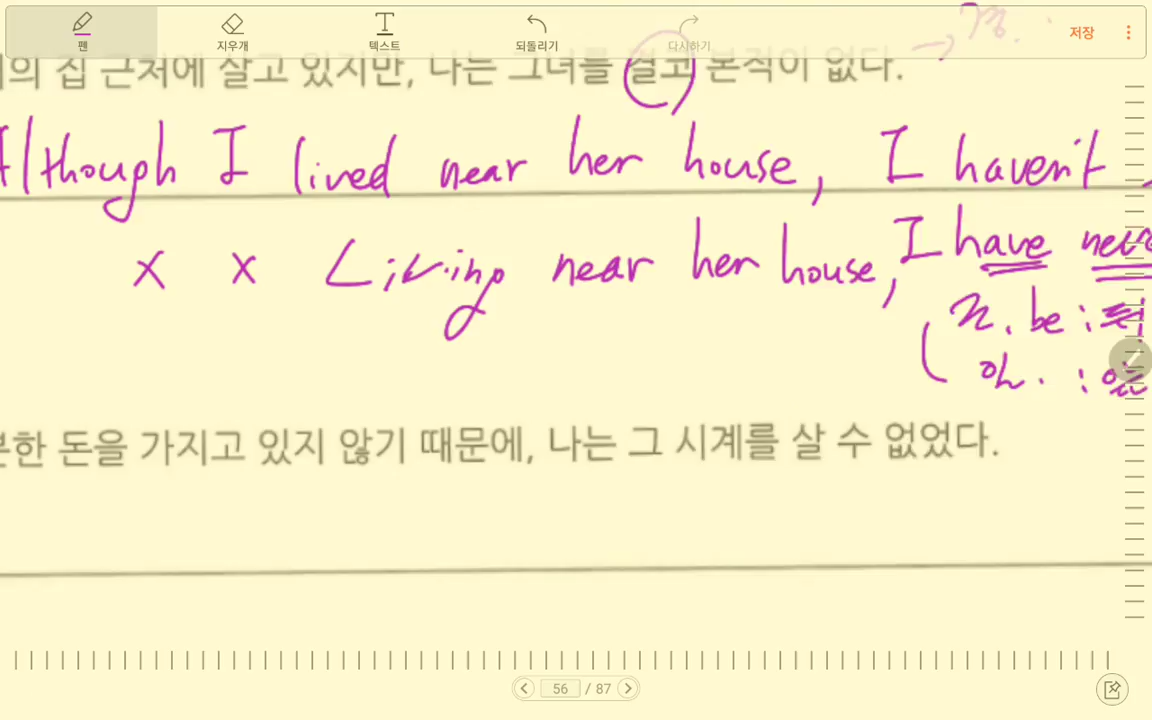 펜 지우개 텍스트 되돌리기 다시하기 저장
의 집 근처에 살고 있지만, 나는 그녀를 결코 본적이 없다.
Although I lived near her house, I haven't
x x Living near her house, I have
be :
한 돈을 가지고 있지 않기 때문에, 나는 그 시계를 살 수 없었다.
56 / 87